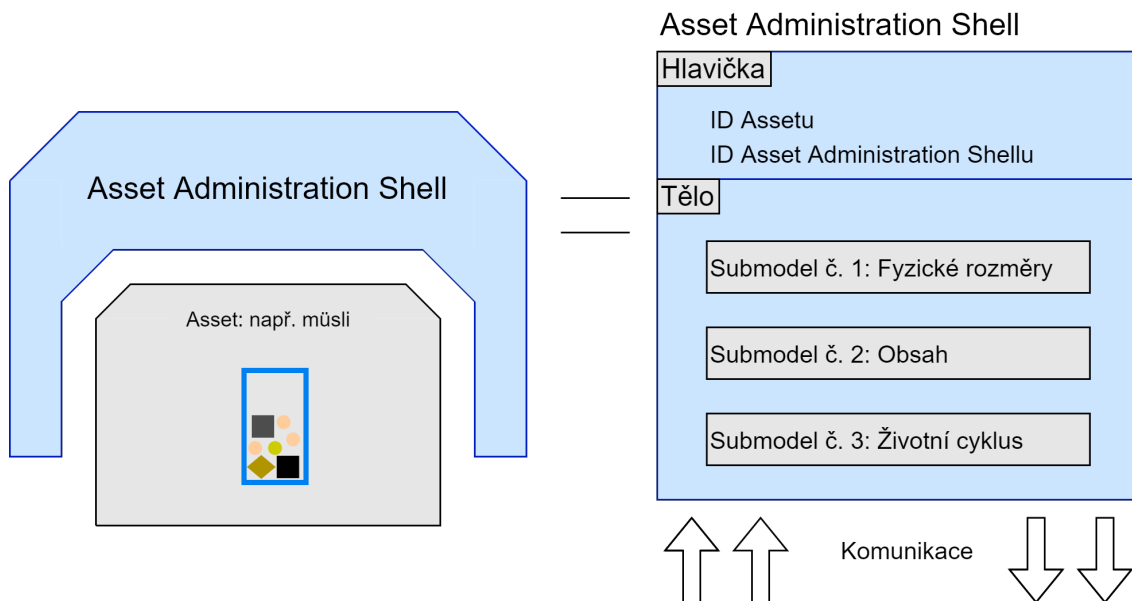 Asset Administration Shell
Asset: např. müsli
Asset Administration Shell
Hlavička
ID Assetu
ID Asset Administration Shellu
Tělo
Submodel č. 1: Fyzické rozměry
Submodel č. 2: Obsah
Submodel č. 3: Životní cyklus
Komunikace